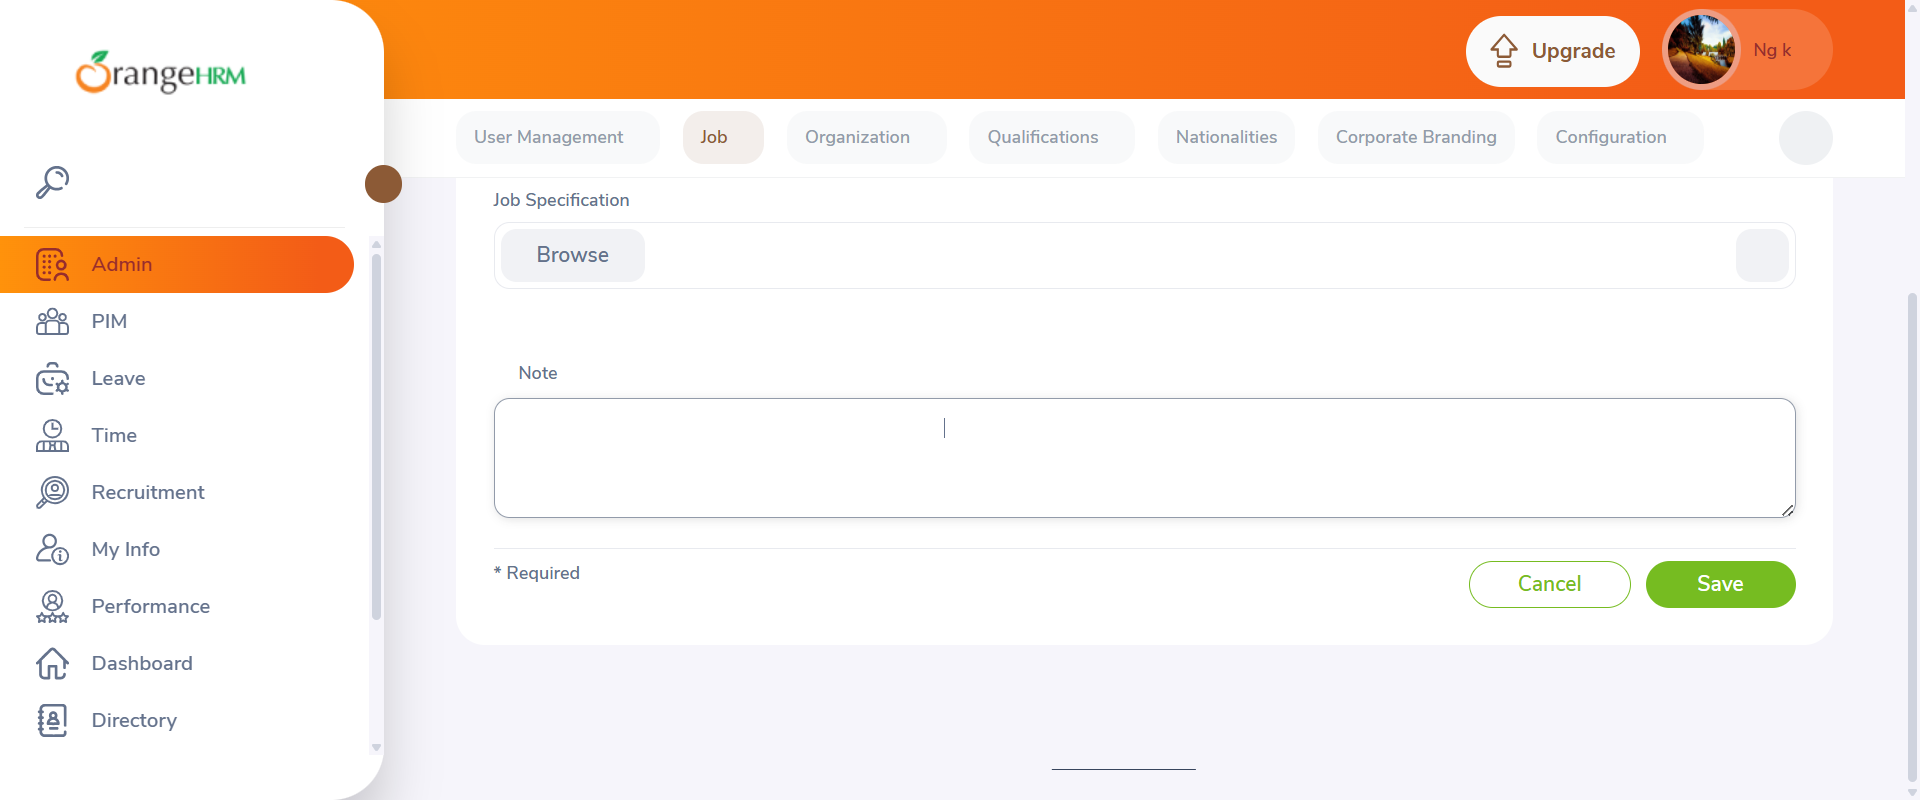 OrangeHRM
Upgrade
Ng k
User Management
Job
Organization
Qualifications
Nationalities
Corporate Branding
Configuration
Admin
PIM
Leave
Time
Recruitment
My Info
Performance
Dashboard
Directory
Job Specification
Browse
Note
* Required
Cancel
Save